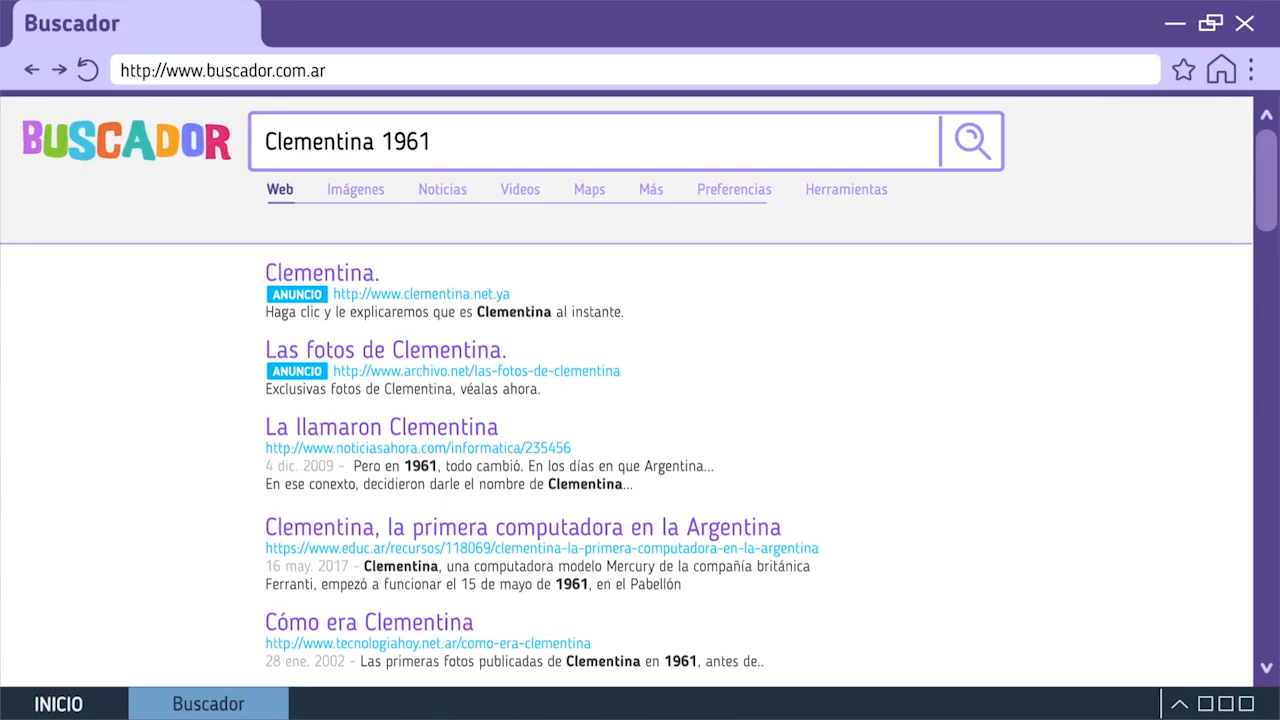 Buscador
http://www.buscador.com.ar
BUSCADOR
Clementina 1961
Web Imágenes Noticias Videos Maps Más Preferencias Herramientas
Clementina.
ANUNCIO http://www.clementina.net.ya
Haga clic y le explicaremos que es Clementina al instante.
Las fotos de Clementina.
ANUNCIO http://www.archivo.net/las-fotos-de-clementina
Exclusivas fotos de Clementina, véalas ahora.
La llamaron Clementina
http://www.noticiasahora.com/informatica/235456
4 dic. 2009 - Pero en 1961, todo cambió. En los días en que Argentina...
En ese conexto, decidieron darle el nombre de Clementina...
Clementina, la primera computadora en la Argentina
https://www.educ.ar/recursos/118069/clementina-la-primera-computadora-en-la-argentina
16 may. 2017 - Clementina, una computadora modelo Mercury de la compañía británica
Ferranti, empezó a funcionar el 15 de mayo de 1961, en el Pabellón
Cómo era Clementina
http://www.tecnologiahoy.net.ar/como-era-clementina
28 ene. 2002 - Las primeras fotos publicadas de Clementina en 1961, antes de..
INICIO Buscador